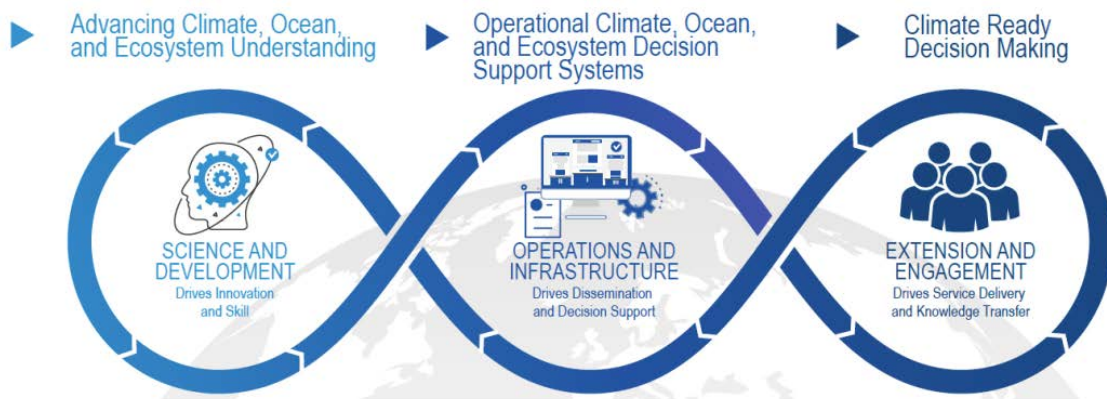 Advancing Climate, Ocean,
and Ecosystem Understanding
Operational Climate, Ocean,
and Ecosystem Decision
Support Systems
Climate Ready
Decision Making
SCIENCE AND
DEVELOPMENT
Drives Innovation
and Skill
OPERATIONS AND
INFRASTRUCTURE
Drives Dissemination
and Decision Support
EXTENSION AND
ENGAGEMENT
Drives Service Delivery
and Knowledge Transfer